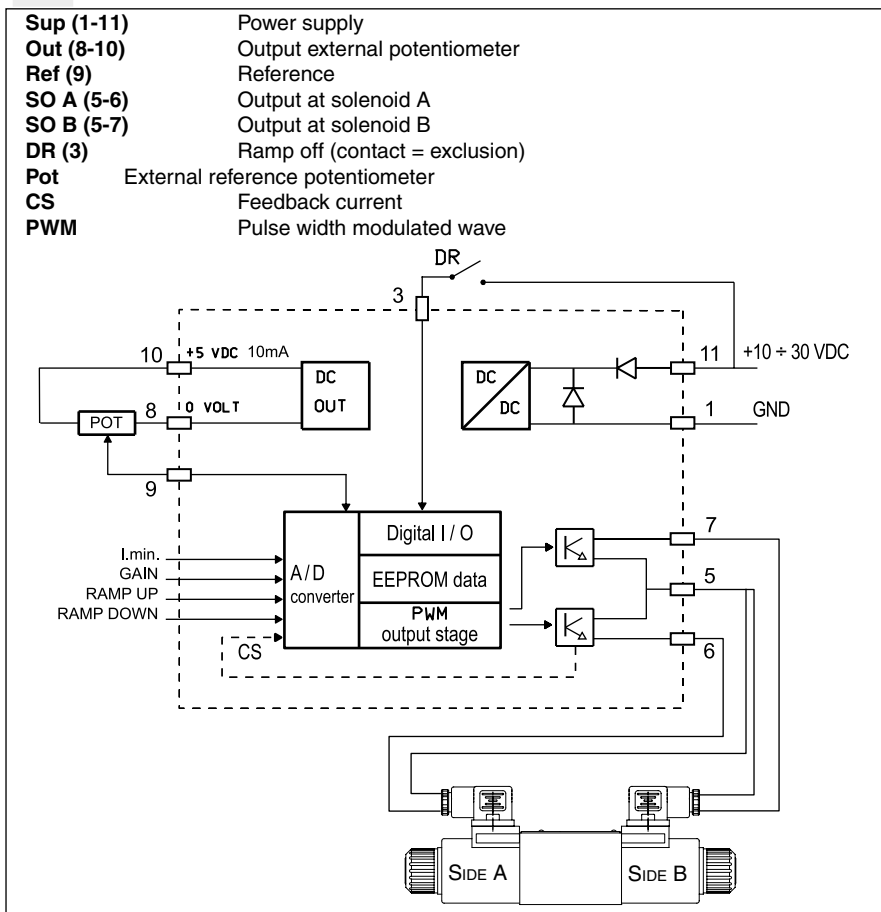 Sup (1-11) Power supply
Out (8-10) Output external potentiometer
Ref (9) Reference
SO A (5-6) Output at solenoid A
SO B (5-7) Output at solenoid B
DR (3) Ramp off (contact = exclusion)
Pot External reference potentiometer
CS Feedback current
PWM Pulse width modulated wave
DR
3
10 +5 VDC 10mA
DC
OUT
DC
DC
11 +10 ÷ 30 VDC
POT 8 0 VOLT
1 GND
9
Digital I / O
7
I.min.
GAIN
RAMP UP
RAMP DOWN
A/D
converter
EEPROM data
5
PWM
output stage
CS
6
SIDE A
SIDE B